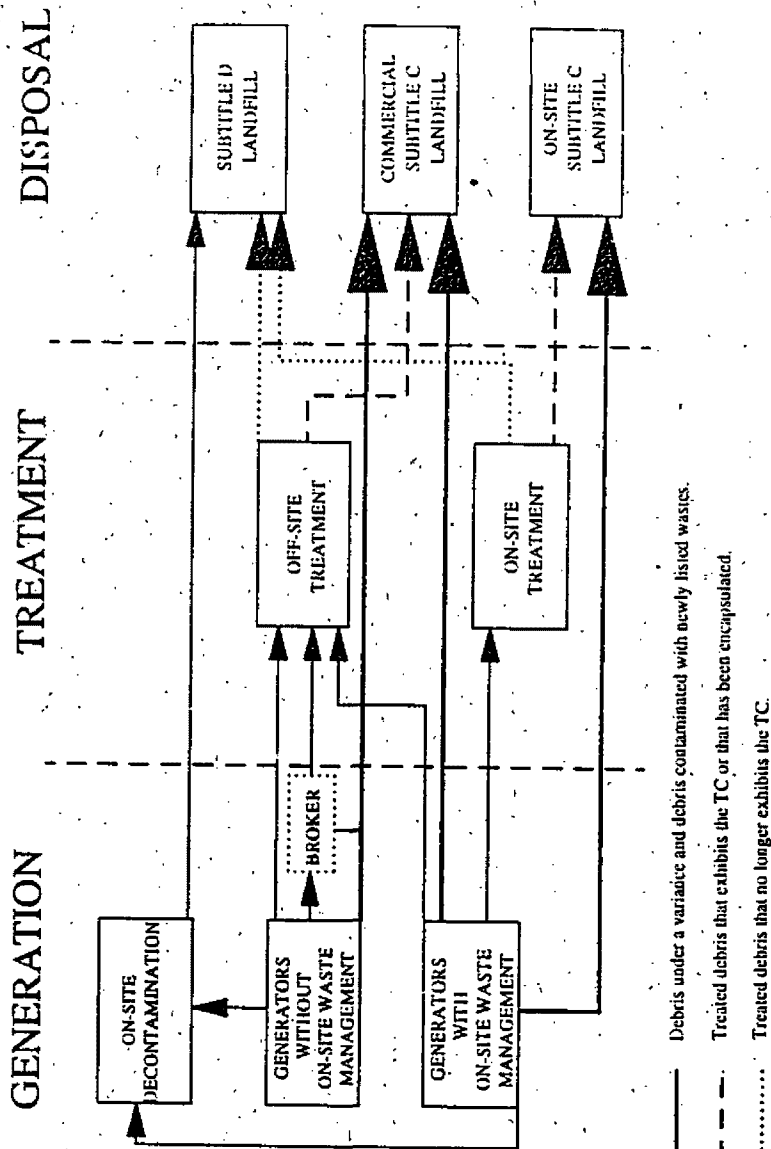 GENERATION
TREATMENT
DISPOSAL
ON-SITE
DECONTAMINATION
GENERATORS
WITHOUT
ON-SITE WASTE
MANAGEMENT
BROKER
GENERATORS
WITH
ON-SITE WASTE
MANAGEMENT
OFF-SITE
TREATMENT
ON-SITE
TREATMENT
SUBTITLE D
LANDFILL
COMMERCIAL
SUBTITLE C
LANDFILL
ON-SITE
SUBTITLE C
LANDFILL
Debris under a variance and debris contaminated with newly listed wastes.
Treated debris that exhibits the TC or that has been encapsulated.
Treated debris that no longer exhibits the TC.